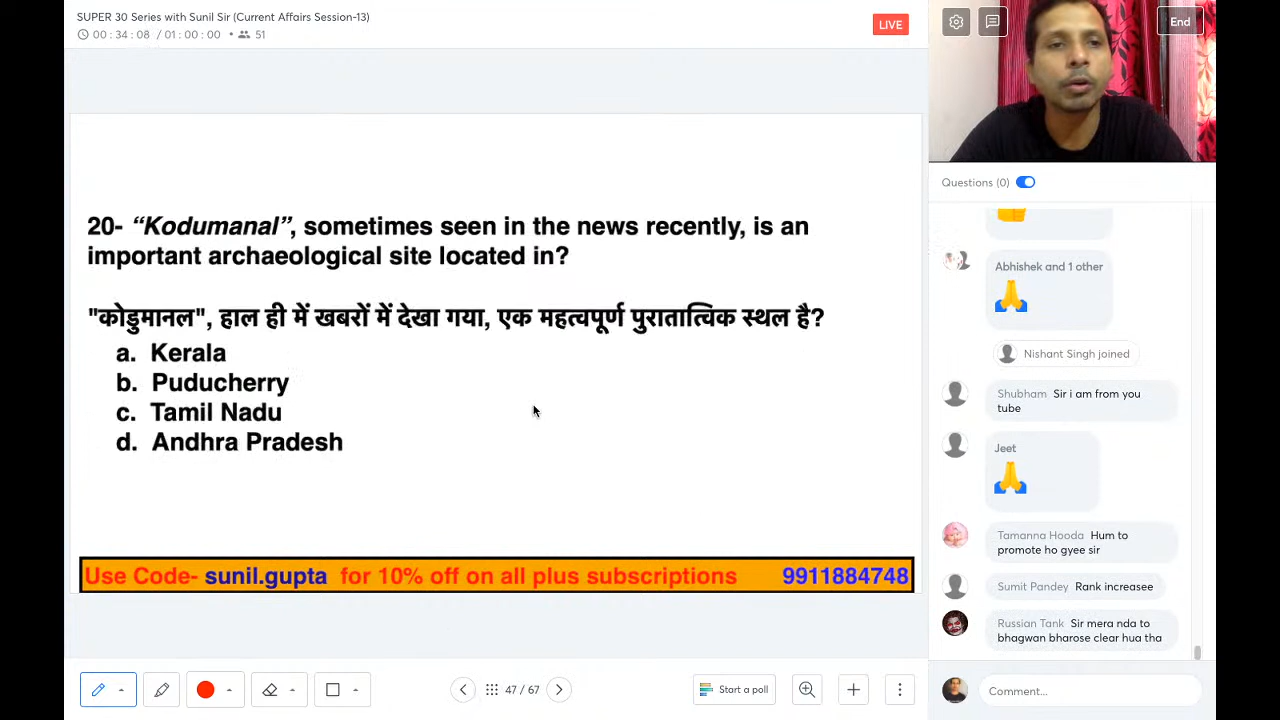 SUPER 30 Series with Sunil Sir (Current Affairs Session-13)
00 : 34 : 08 / 01 : 00 : 00 • 51
LIVE
End
20- “Kodumanal”, sometimes seen in the news recently, is an
important archaeological site located in?
"कोडुमानल", हाल ही में खबरों में देखा गया, एक महत्वपूर्ण पुरातात्विक स्थल है?
a. Kerala
b. Puducherry
c. Tamil Nadu
d. Andhra Pradesh
Use Code- sunil.gupta for 10% off on all plus subscriptions 9911884748
47 / 67
Start a poll
Questions (0)
Abhishek and 1 other
Nishant Singh joined
Shubham Sir i am from you
tube
Jeet
Tamanna Hooda Hum to
promote ho gyee sir
Sumit Pandey Rank increasee
Russian Tank Sir mera nda to
bhagwan bharose clear hua tha
Comment...